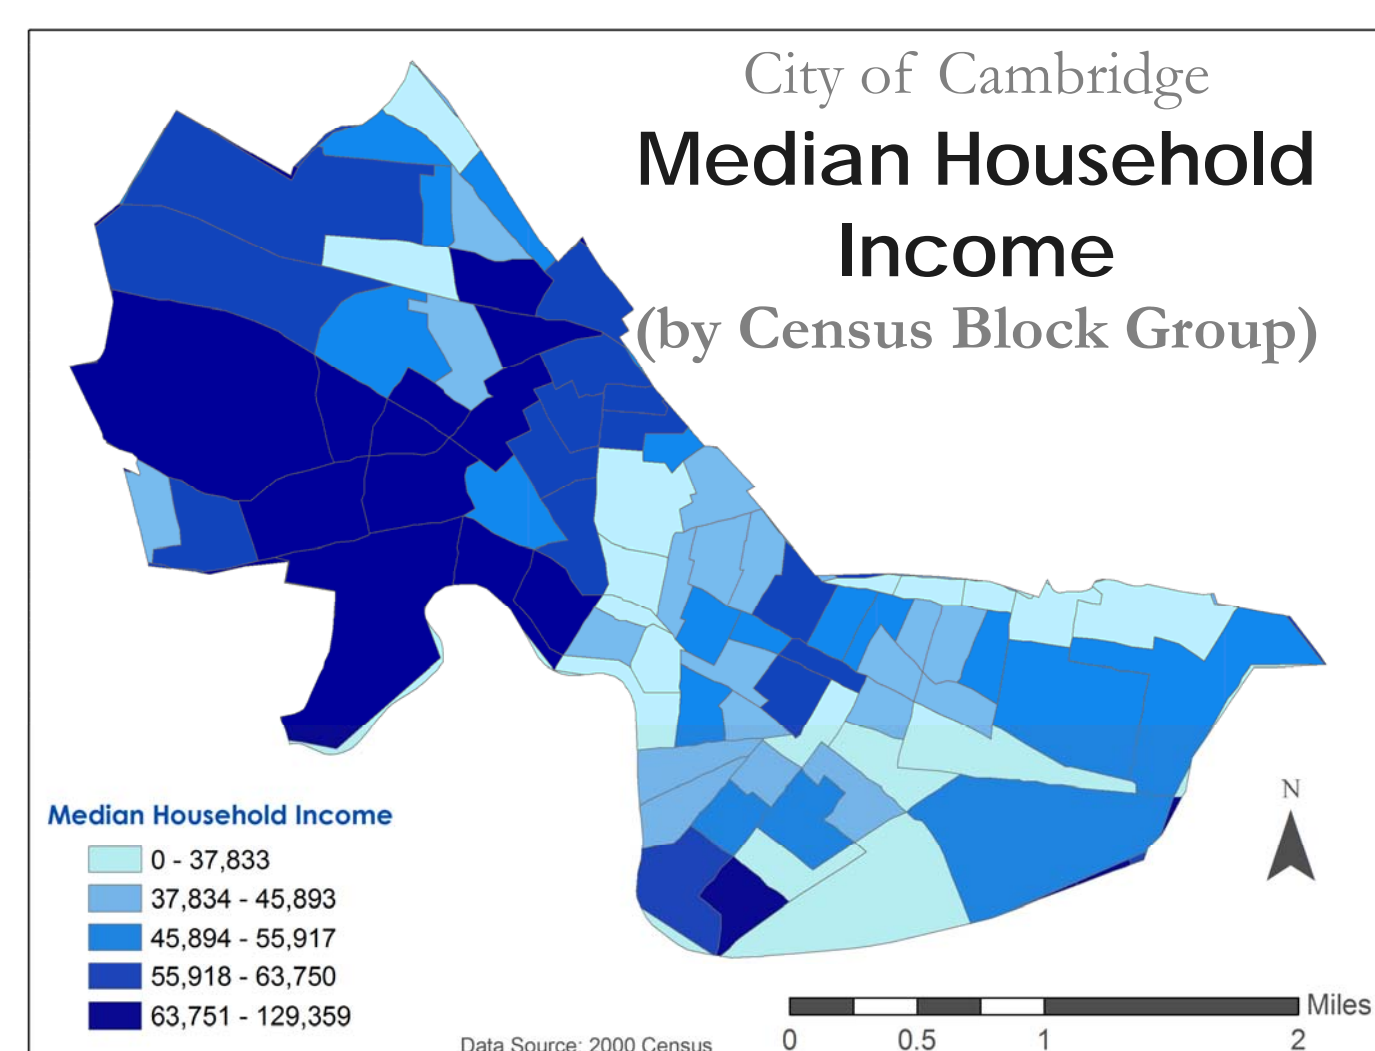 City of Cambridge
Median Household
Income
(by Census Block Group)
Median Household Income
0 - 37,833
37,834 - 45,893
45,894 - 55,917
55,918 - 63,750
63,751 - 129,359
N
Miles
0 0.5 1 2
Data Source: 2000 Census